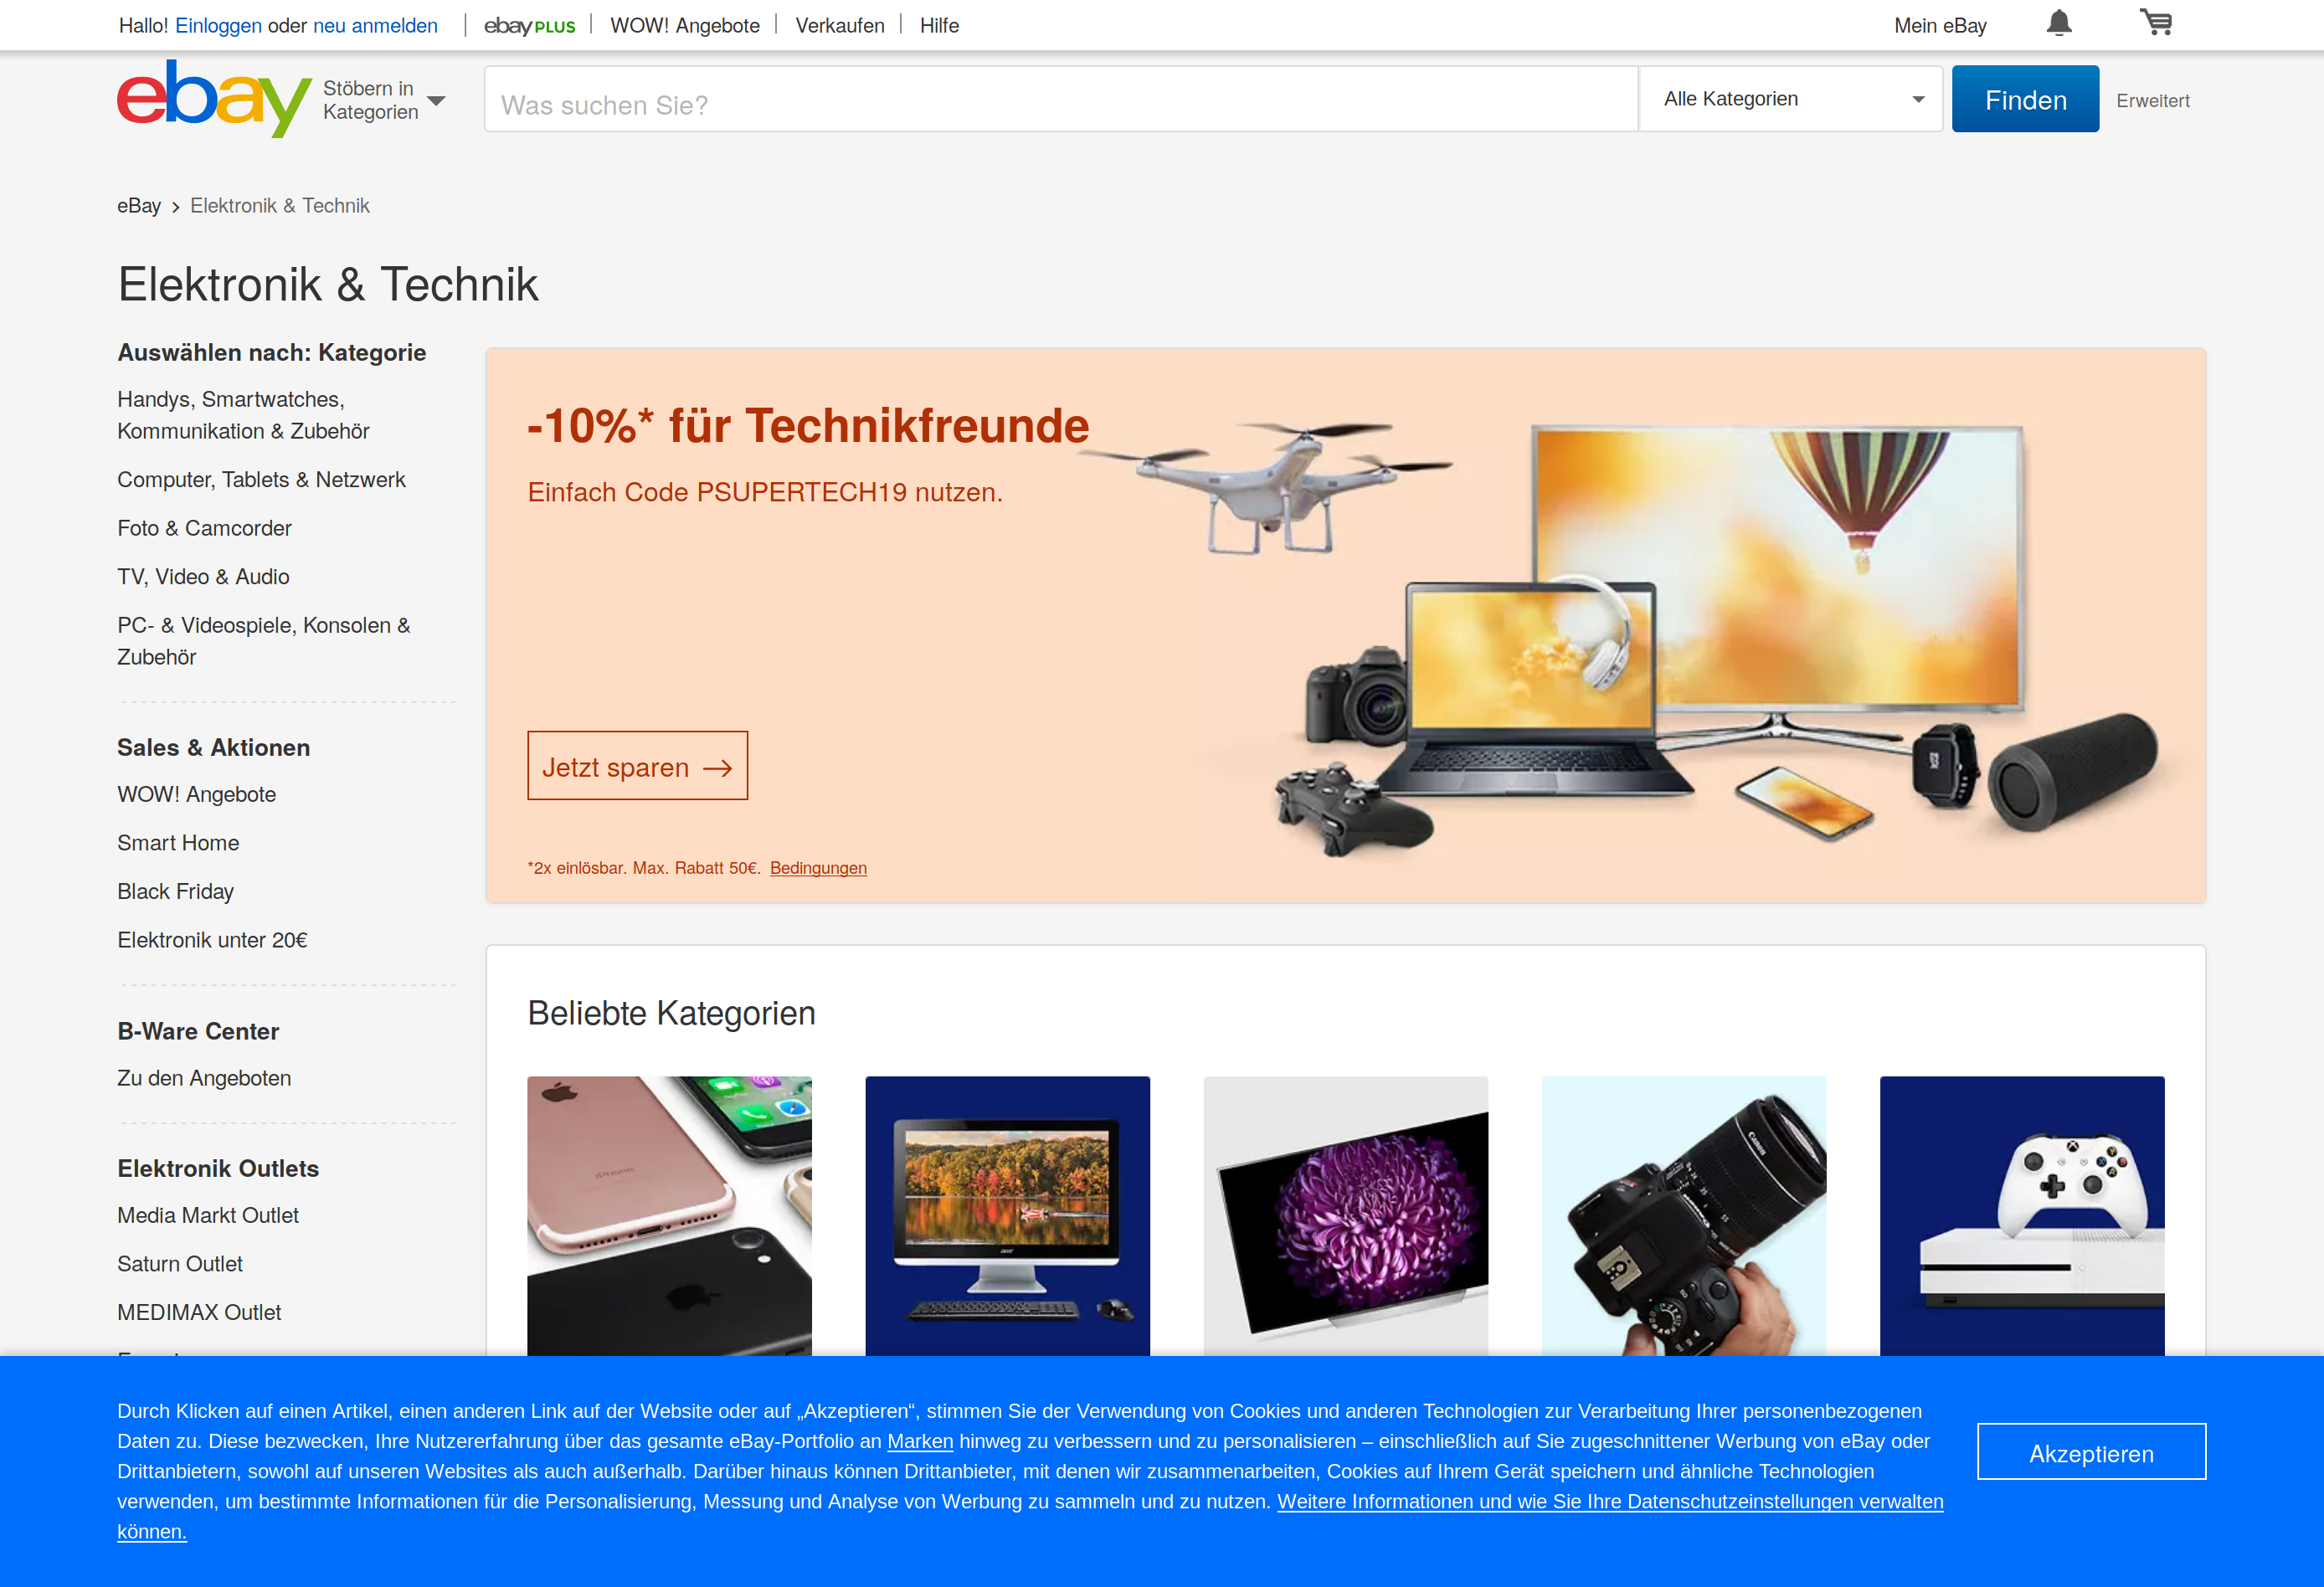 Hallo! Einloggen oder neu anmelden
ebay PLUS
WOW! Angebote
Verkaufen
Hilfe
Mein eBay
ebay
Stöbern in
Kategorien
Was suchen Sie?
Alle Kategorien
Finden
Erweitert
eBay
Elektronik & Technik
Elektronik & Technik
Auswählen nach: Kategorie
Handys, Smartwatches,
Kommunikation & Zubehör
Computer, Tablets & Netzwerk
Foto & Camcorder
TV, Video & Audio
PC- & Videospiele, Konsolen &
Zubehör
Sales & Aktionen
WOW! Angebote
Smart Home
Black Friday
Elektronik unter 20€
B-Ware Center
Zu den Angeboten
Elektronik Outlets
Media Markt Outlet
Saturn Outlet
MEDIMAX Outlet
-10%* für Technikfreunde
Einfach Code PSUPERTECH19 nutzen.
Jetzt sparen
*2x einlösbar. Max. Rabatt 50€. Bedingungen
Beliebte Kategorien
iPhone
acer
Canon
Durch Klicken auf einen Artikel, einen anderen Link auf der Website oder auf „Akzeptieren“, stimmen Sie der Verwendung von Cookies und anderen Technologien zur Verarbeitung Ihrer personenbezogenen
Daten zu. Diese bezwecken, Ihre Nutzererfahrung über das gesamte eBay-Portfolio an Marken hinweg zu verbessern und zu personalisieren – einschließlich auf Sie zugeschnittener Werbung von eBay oder
Drittanbietern, sowohl auf unseren Websites als auch außerhalb. Darüber hinaus können Drittanbieter, mit denen wir zusammenarbeiten, Cookies auf Ihrem Gerät speichern und ähnliche Technologien
verwenden, um bestimmte Informationen für die Personalisierung, Messung und Analyse von Werbung zu sammeln und zu nutzen. Weitere Informationen und wie Sie Ihre Datenschutzeinstellungen verwalten
können.
Akzeptieren